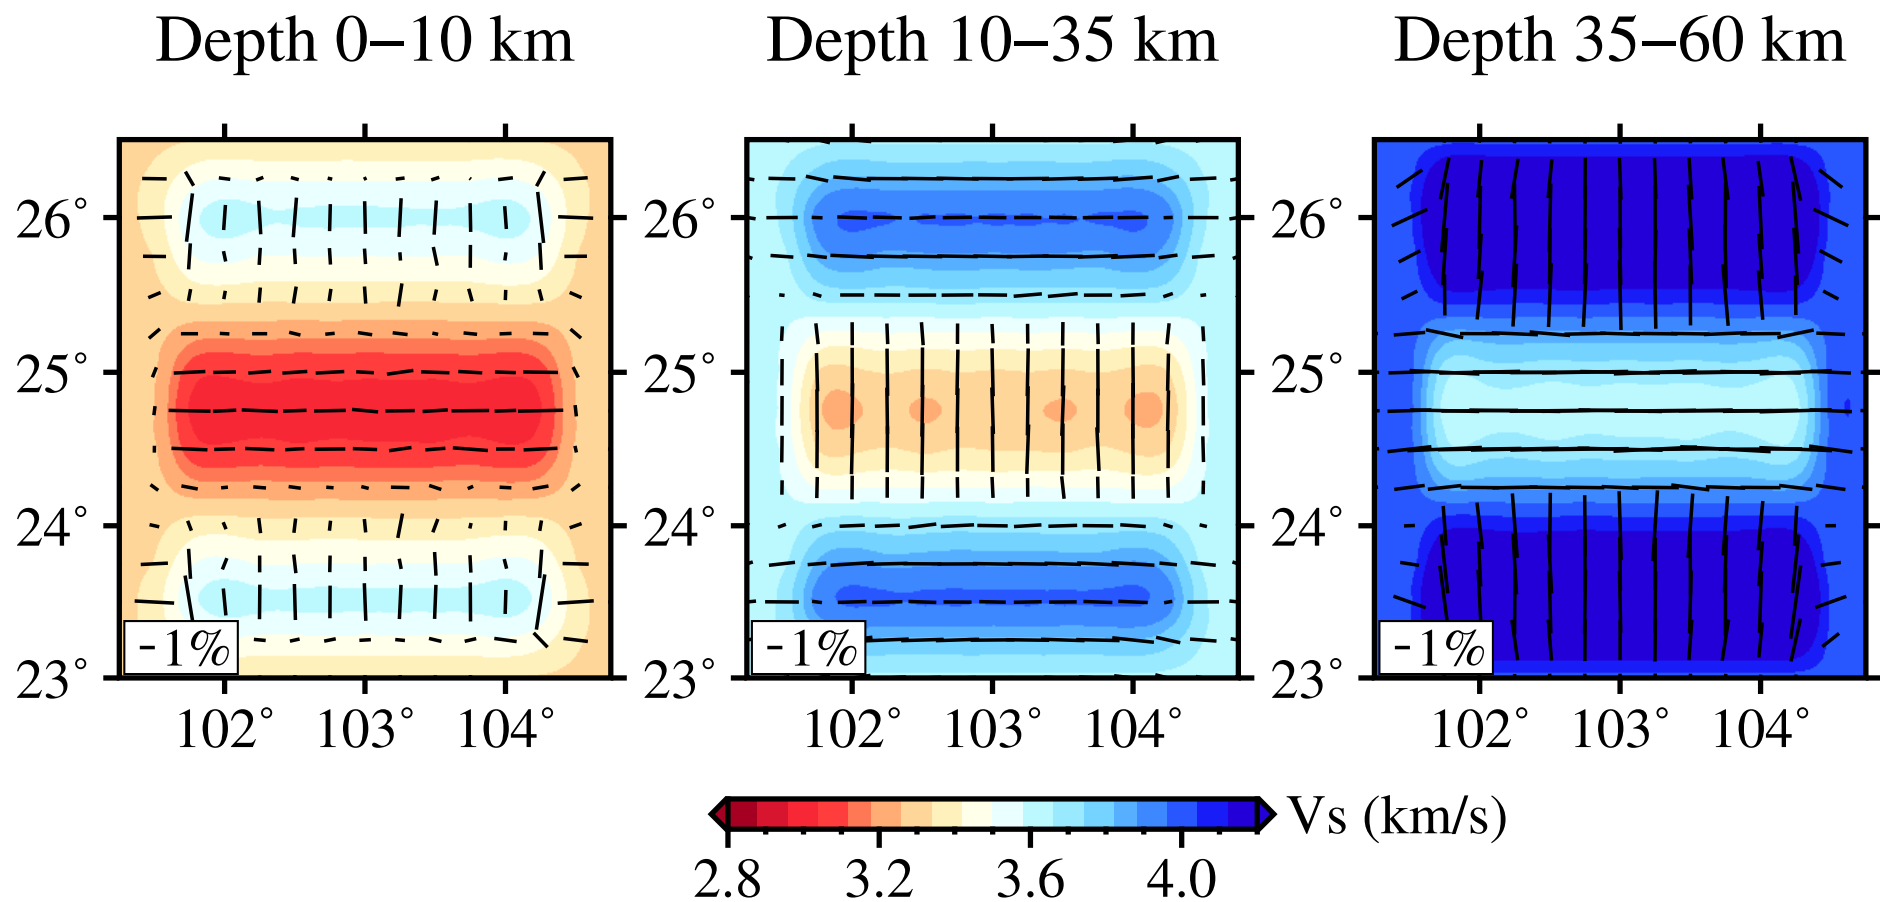 Depth 0–10 km
Depth 10–35 km
Depth 35–60 km
26° 26° 26°
25° 25° 25°
24° 24° 24°
-1% -1% -1%
23° 23° 23°
102° 103° 104° 102° 103° 104° 102° 103° 104°
Vs (km/s)
2.8 3.2 3.6 4.0